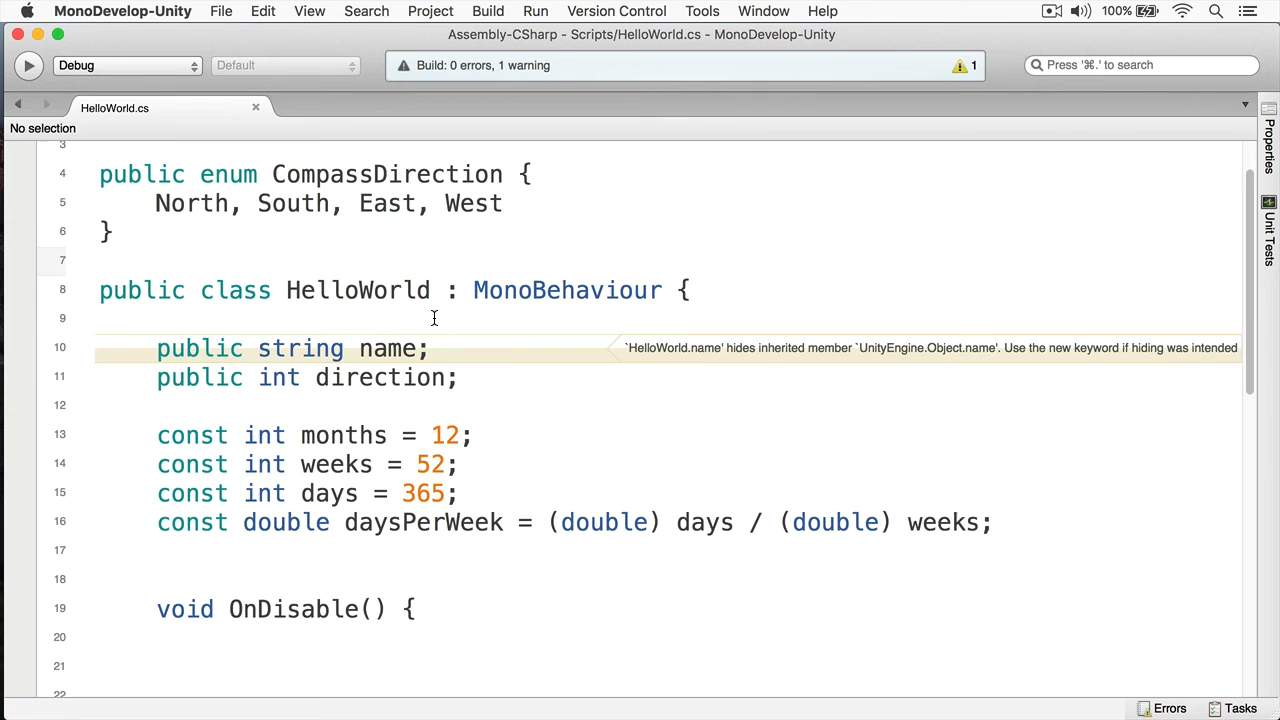 MonoDevelop-Unity File Edit View Search Project Build Run Version Control Tools Window Help 100%
Assembly-CSharp - Scripts/HelloWorld.cs - MonoDevelop-Unity
Debug Default Build: 0 errors, 1 warning 1 Press '⌘.' to search
HelloWorld.cs
No selection
3
4 public enum CompassDirection {
5 North, South, East, West
6 }
7
8 public class HelloWorld : MonoBehaviour {
9
10 public string name; `HelloWorld.name' hides inherited member `UnityEngine.Object.name'. Use the new keyword if hiding was intended
11 public int direction;
12
13 const int months = 12;
14 const int weeks = 52;
15 const int days = 365;
16 const double daysPerWeek = (double) days / (double) weeks;
17
18
19 void OnDisable() {
20
21
22
Properties
Unit Tests
Errors Tasks